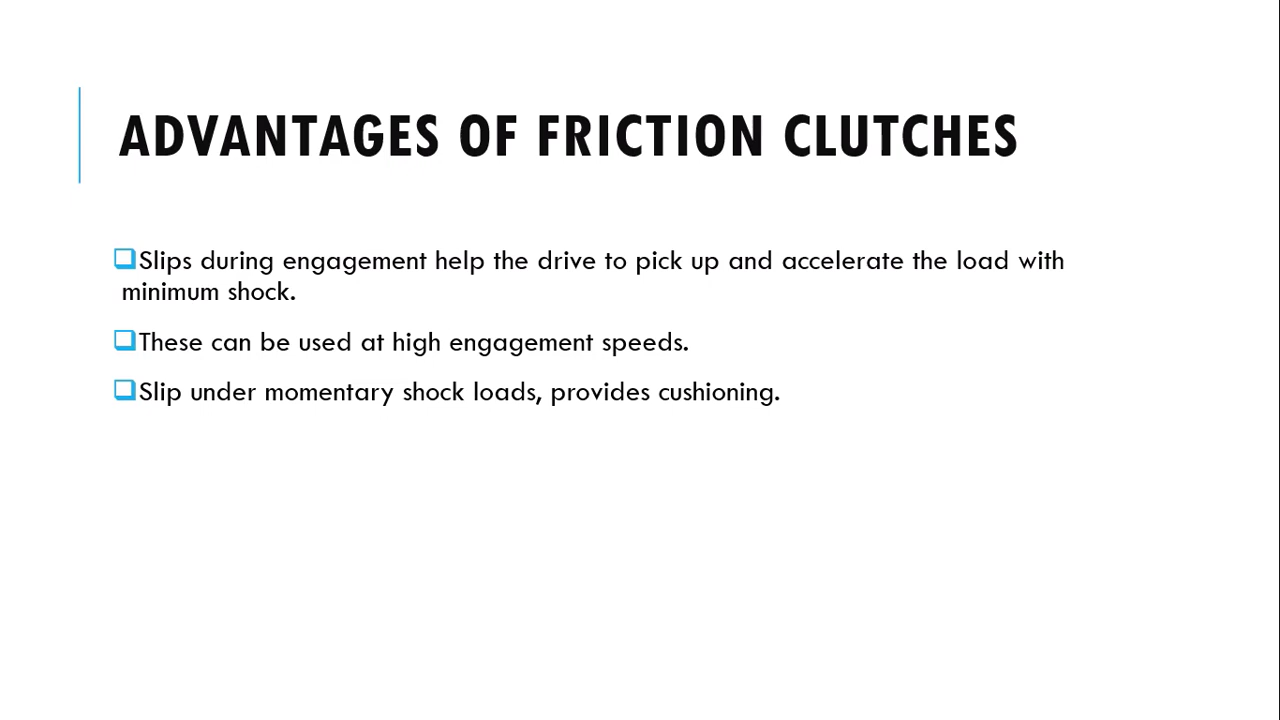 ADVANTAGES OF FRICTION CLUTCHES
❑Slips during engagement help the drive to pick up and accelerate the load with
minimum shock.
❑These can be used at high engagement speeds.
❑Slip under momentary shock loads, provides cushioning.